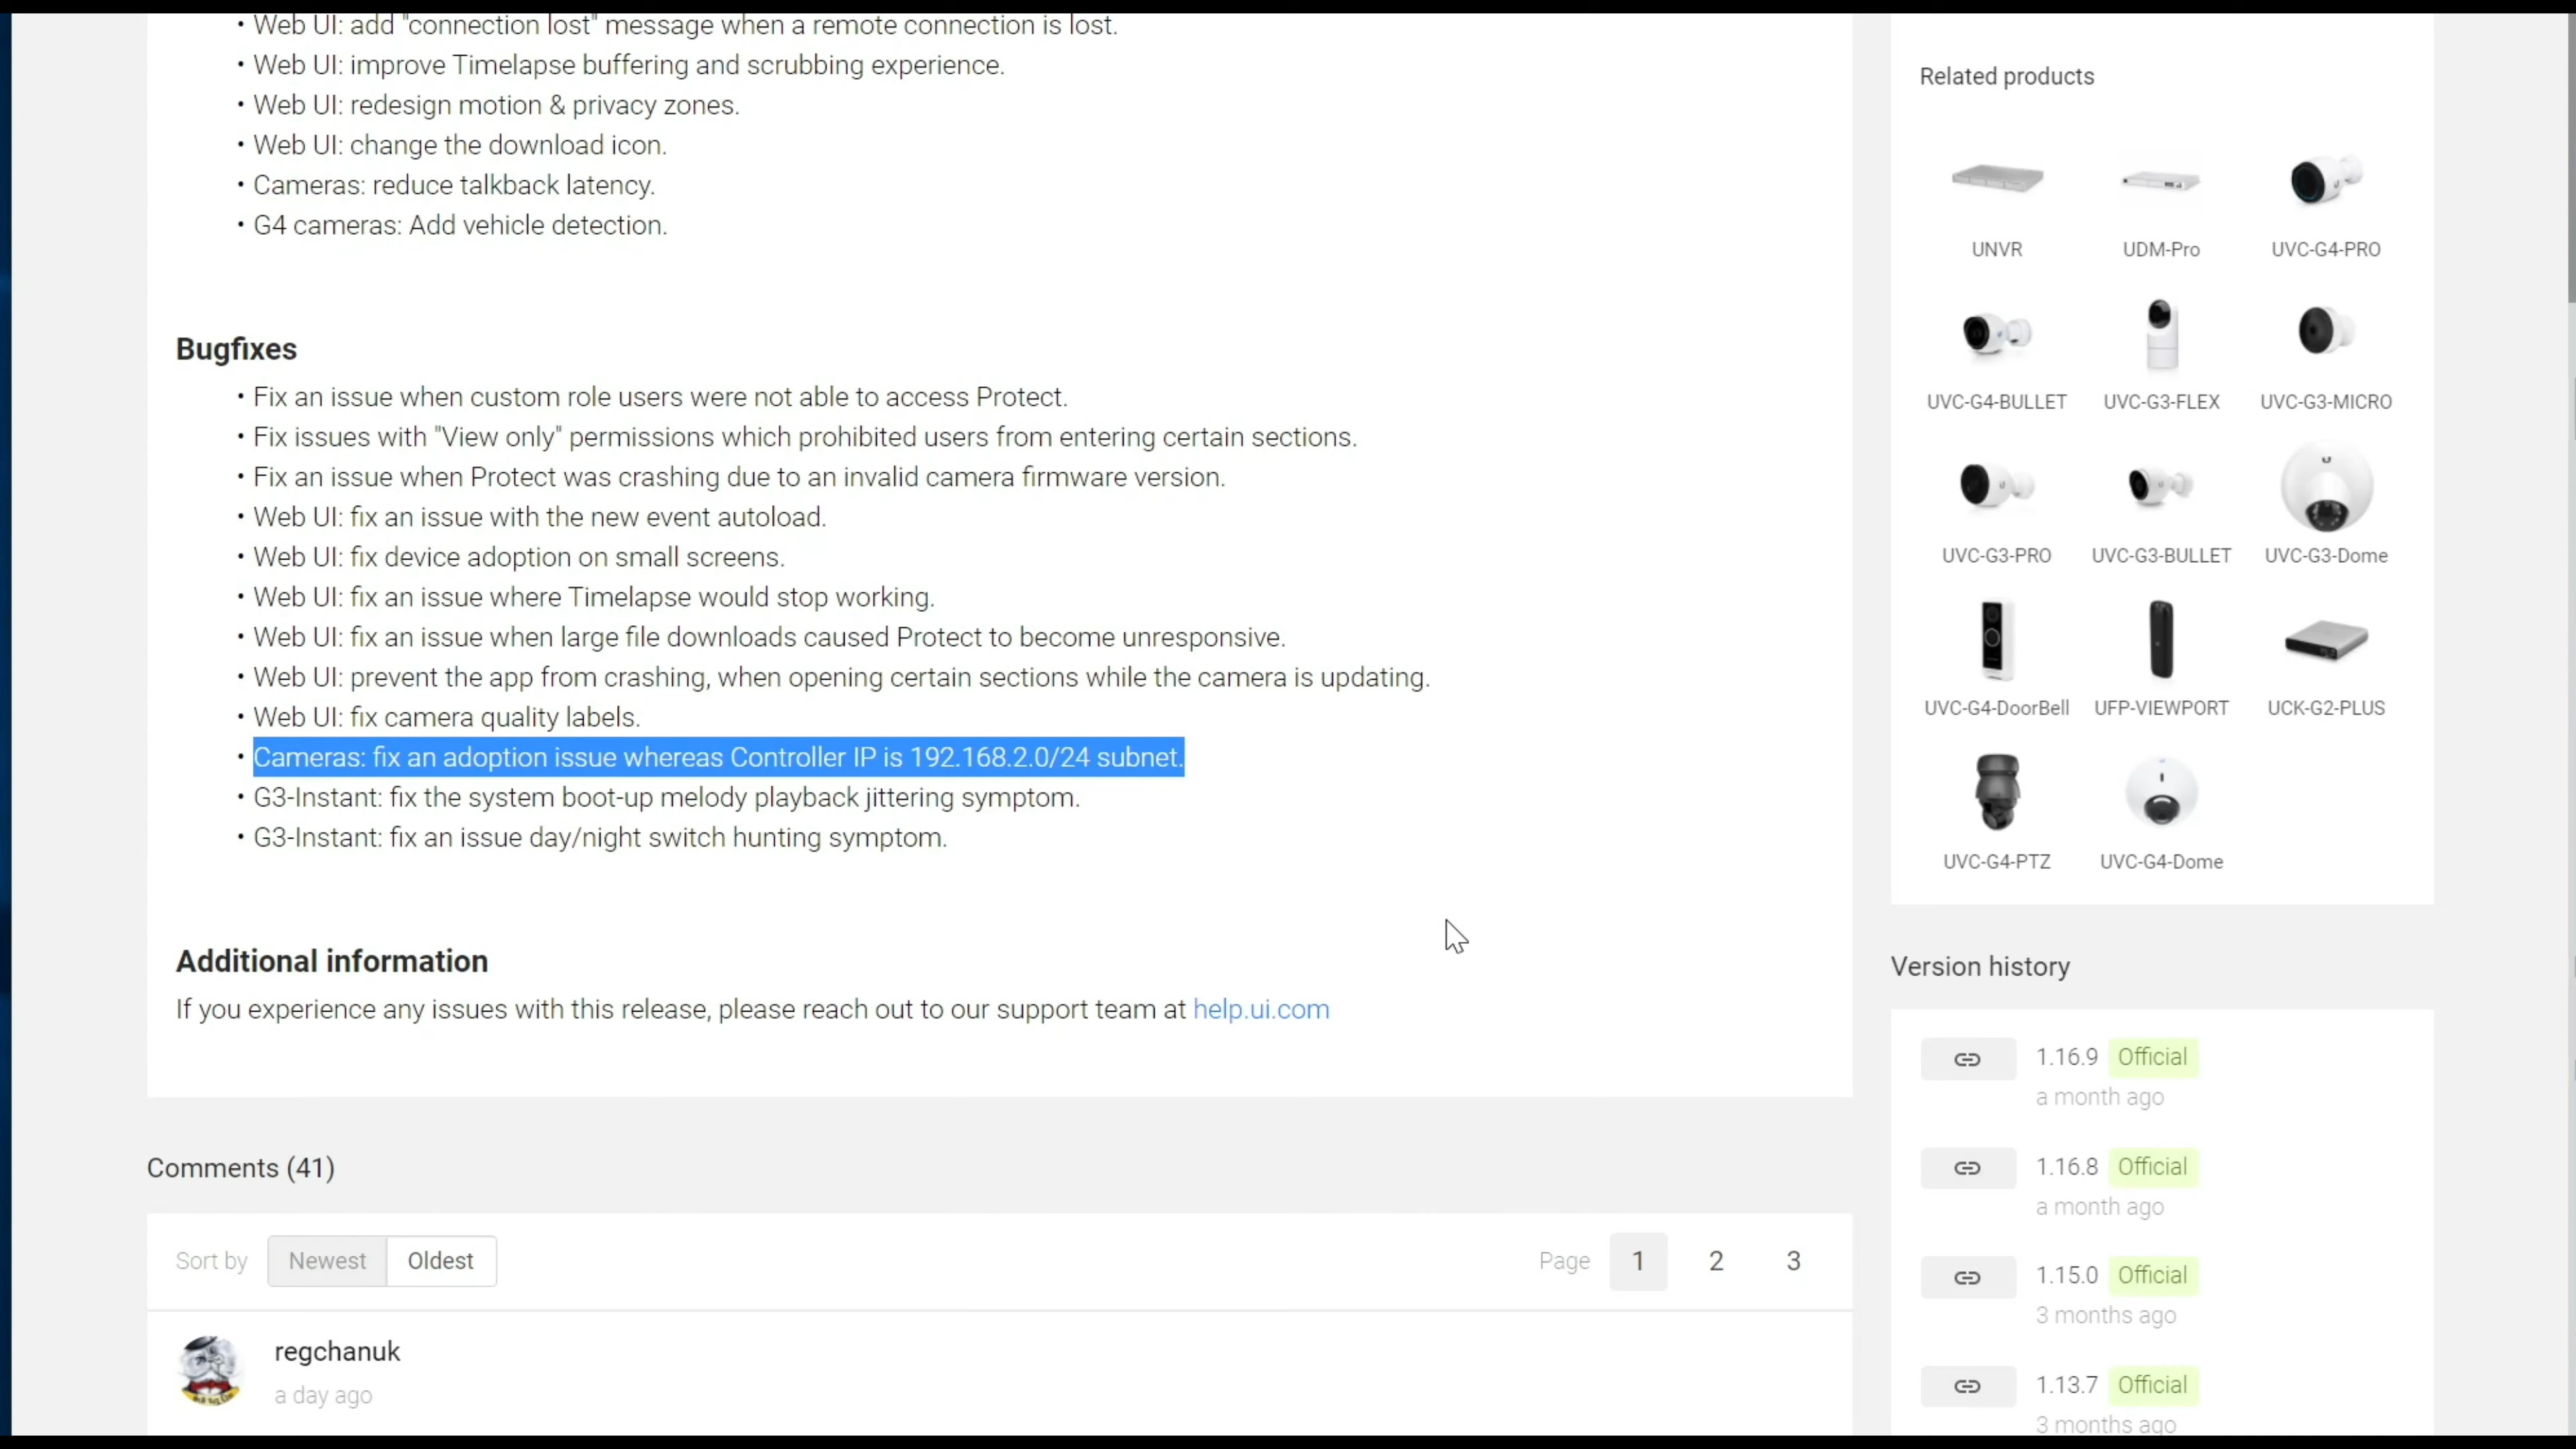 • Web UI: add "connection lost" message when a remote connection is lost.
• Web UI: improve Timelapse buffering and scrubbing experience.
• Web UI: redesign motion & privacy zones.
• Web UI: change the download icon.
• Cameras: reduce talkback latency.
• G4 cameras: Add vehicle detection.
Bugfixes
• Fix an issue when custom role users were not able to access Protect.
• Fix issues with "View only" permissions which prohibited users from entering certain sections.
• Fix an issue when Protect was crashing due to an invalid camera firmware version.
• Web UI: fix an issue with the new event autoload.
• Web UI: fix device adoption on small screens.
• Web UI: fix an issue where Timelapse would stop working.
• Web UI: fix an issue when large file downloads caused Protect to become unresponsive.
• Web UI: prevent the app from crashing, when opening certain sections while the camera is updating.
• Web UI: fix camera quality labels.
• Cameras: fix an adoption issue whereas Controller IP is 192.168.2.0/24 subnet.
• G3-Instant: fix the system boot-up melody playback jittering symptom.
• G3-Instant: fix an issue day/night switch hunting symptom.
Additional information
If you experience any issues with this release, please reach out to our support team at help.ui.com
Comments (41)
Sort by Newest Oldest Page 1 2 3
regchanuk
a day ago
Related products
UNVR UDM-Pro UVC-G4-PRO
UVC-G4-BULLET UVC-G3-FLEX UVC-G3-MICRO
UVC-G3-PRO UVC-G3-BULLET UVC-G3-Dome
UVC-G4-DoorBell UFP-VIEWPORT UCK-G2-PLUS
UVC-G4-PTZ UVC-G4-Dome
Version history
1.16.9 Official
a month ago
1.16.8 Official
a month ago
1.15.0 Official
3 months ago
1.13.7 Official
3 months ago